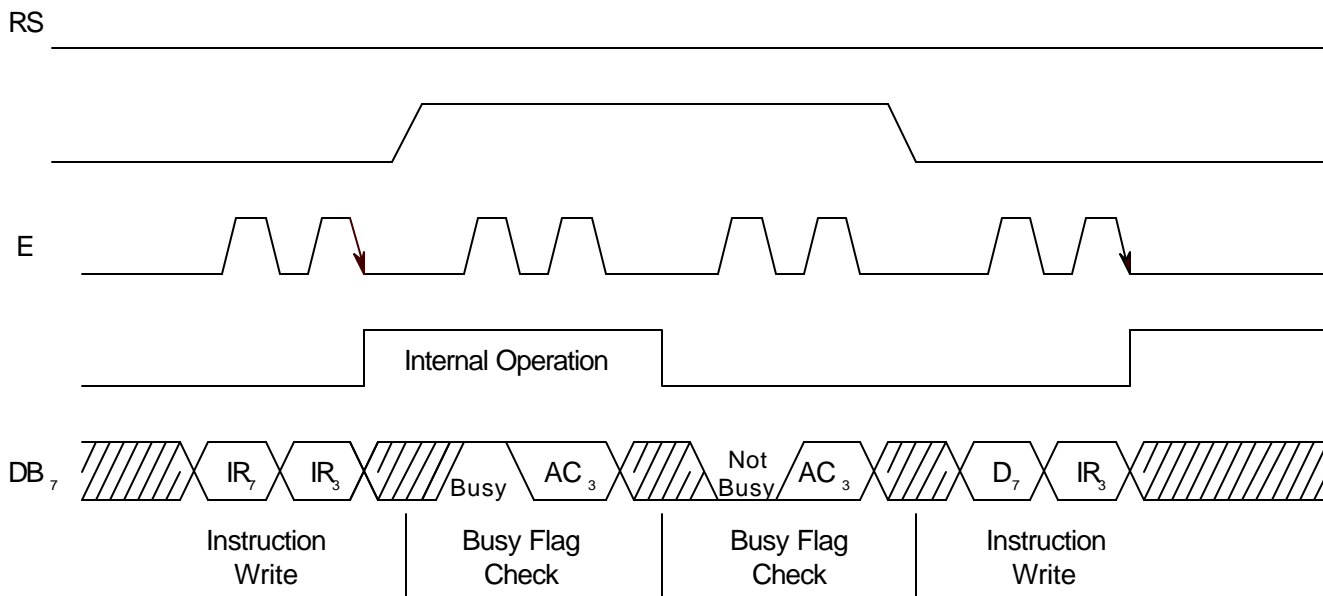 RS
E
Internal Operation
DB7
IR7
IR3
Busy
AC3
Not
Busy
AC3
D7
IR3
Instruction
Write
Busy Flag
Check
Busy Flag
Check
Instruction
Write